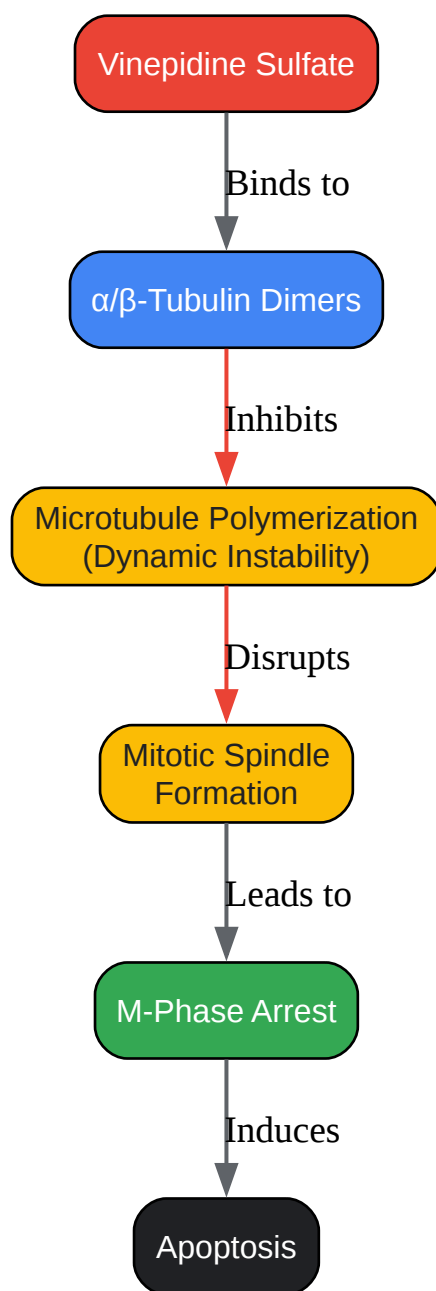 Vinepidine Sulfate
Binds to
α/β-Tubulin Dimers
Inhibits
Microtubule Polymerization
(Dynamic Instability)
Disrupts
Mitotic Spindle
Formation
Leads to
M-Phase Arrest
Induces
Apoptosis